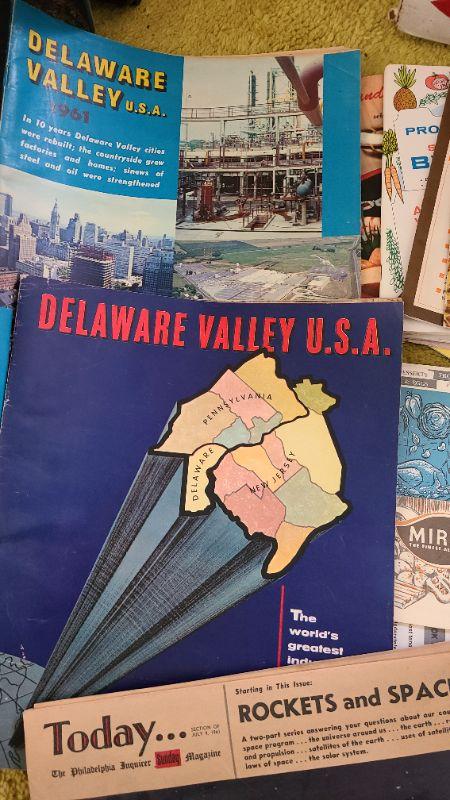 DELAWARE
VALLEY U.S.A.
1961
In 10 years Delaware Valley cities
were rebuilt; the countryside grew
factories and homes; sinews of
steel and oil were strengthened
DELAWARE VALLEY U.S.A.
PENNSYLVANIA
DELAWARE
NEW JERSEY
The
world's
greatest
Today...
SECTION OF
The Philadelphia Inquirer Sunday Magazine
Starting in This Issue:
ROCKETS and SPAC
A two-part series answering your questions about our
space program... the universe around us... the earth...
and propulsion... satellites of the earth... uses of
laws of space... the solar system.
PRO
B
DESSERTS
MIR
THE FINEST